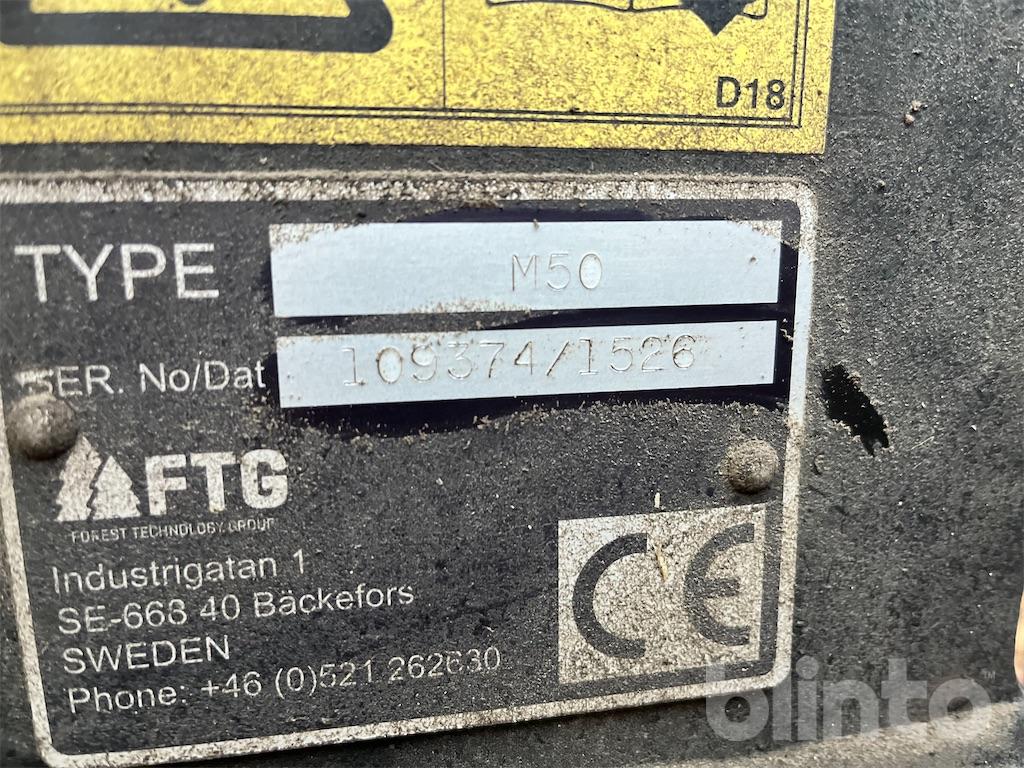 D18
TYPE M50
SER. No/Dat 109374/1526
FTG
FOREST TECHNOLOGY GROUP
Industrigatan 1
SE-668 40 Bäckefors
SWEDEN
Phone: +46 (0)521 262630
CE
blinto™